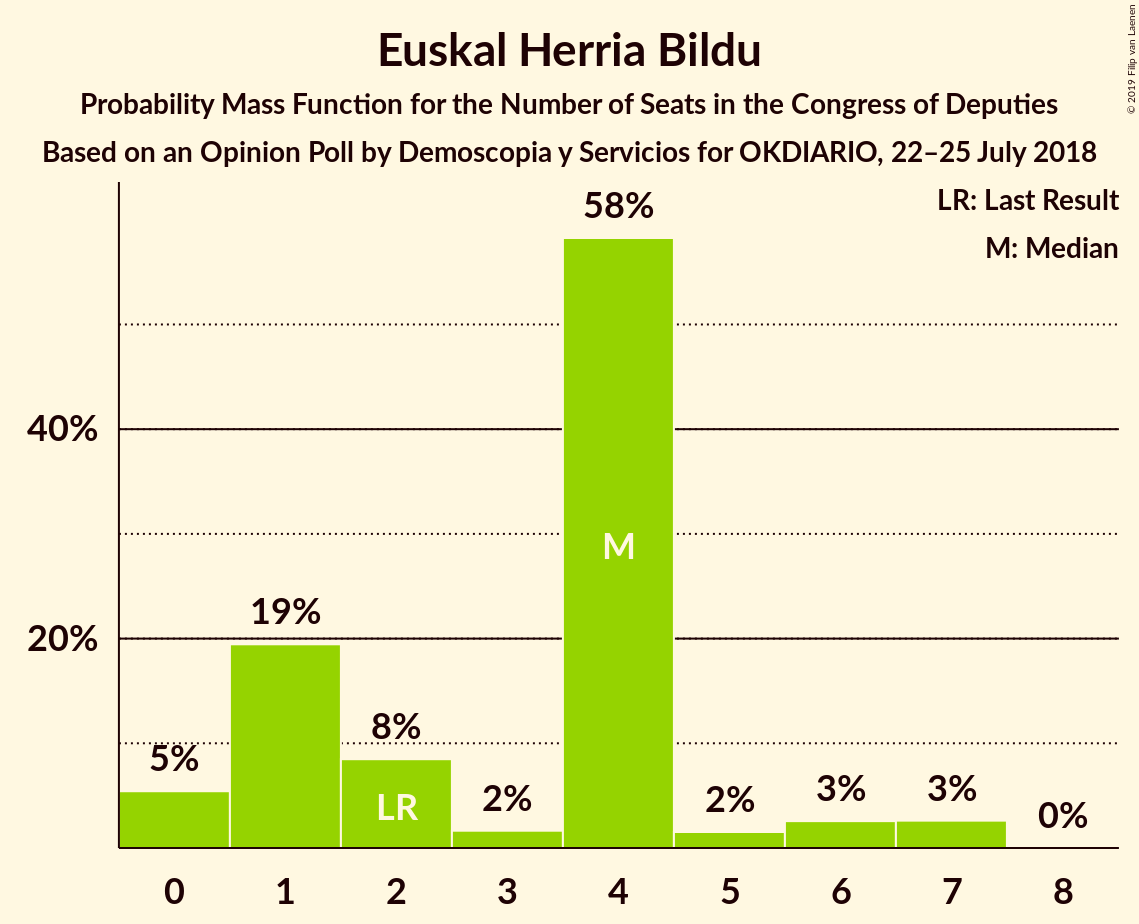 Euskal Herria Bildu
Probability Mass Function for the Number of Seats in the Congress of Deputies
Based on an Opinion Poll by Demoscopia y Servicios for OKDIARIO, 22–25 July 2018
© 2019 Filip van Laenen
LR: Last Result
M: Median
58%
40%
M
19%
20%
8%
5%
LR
2%
2%
3%
3%
0%
0 1 2 3 4 5 6 7 8